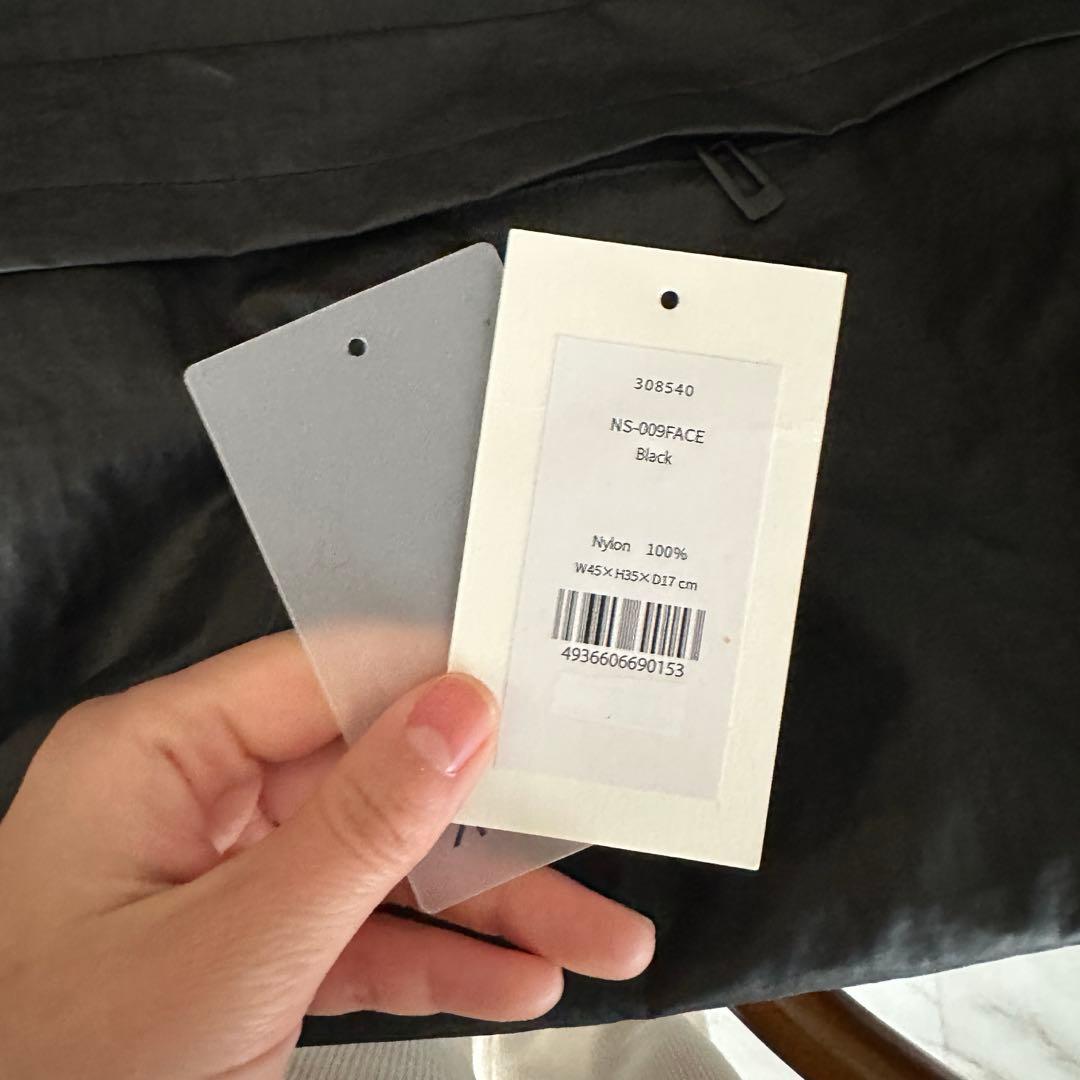 308540
NS-009FACE
Black
Nylon 100%
W45×H35×D17 cm
4936606690153